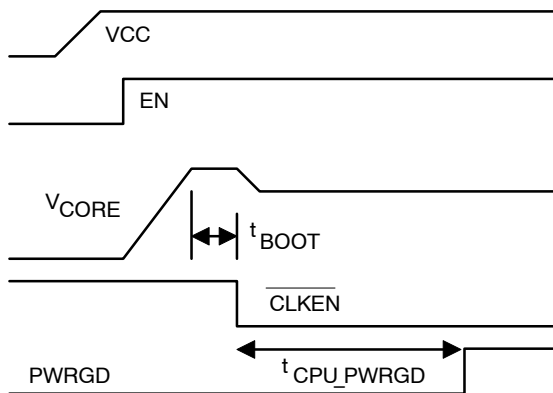 VCC
EN
VCORE
tBOOT
CLKEN
tCPU_PWRGD
PWRGD